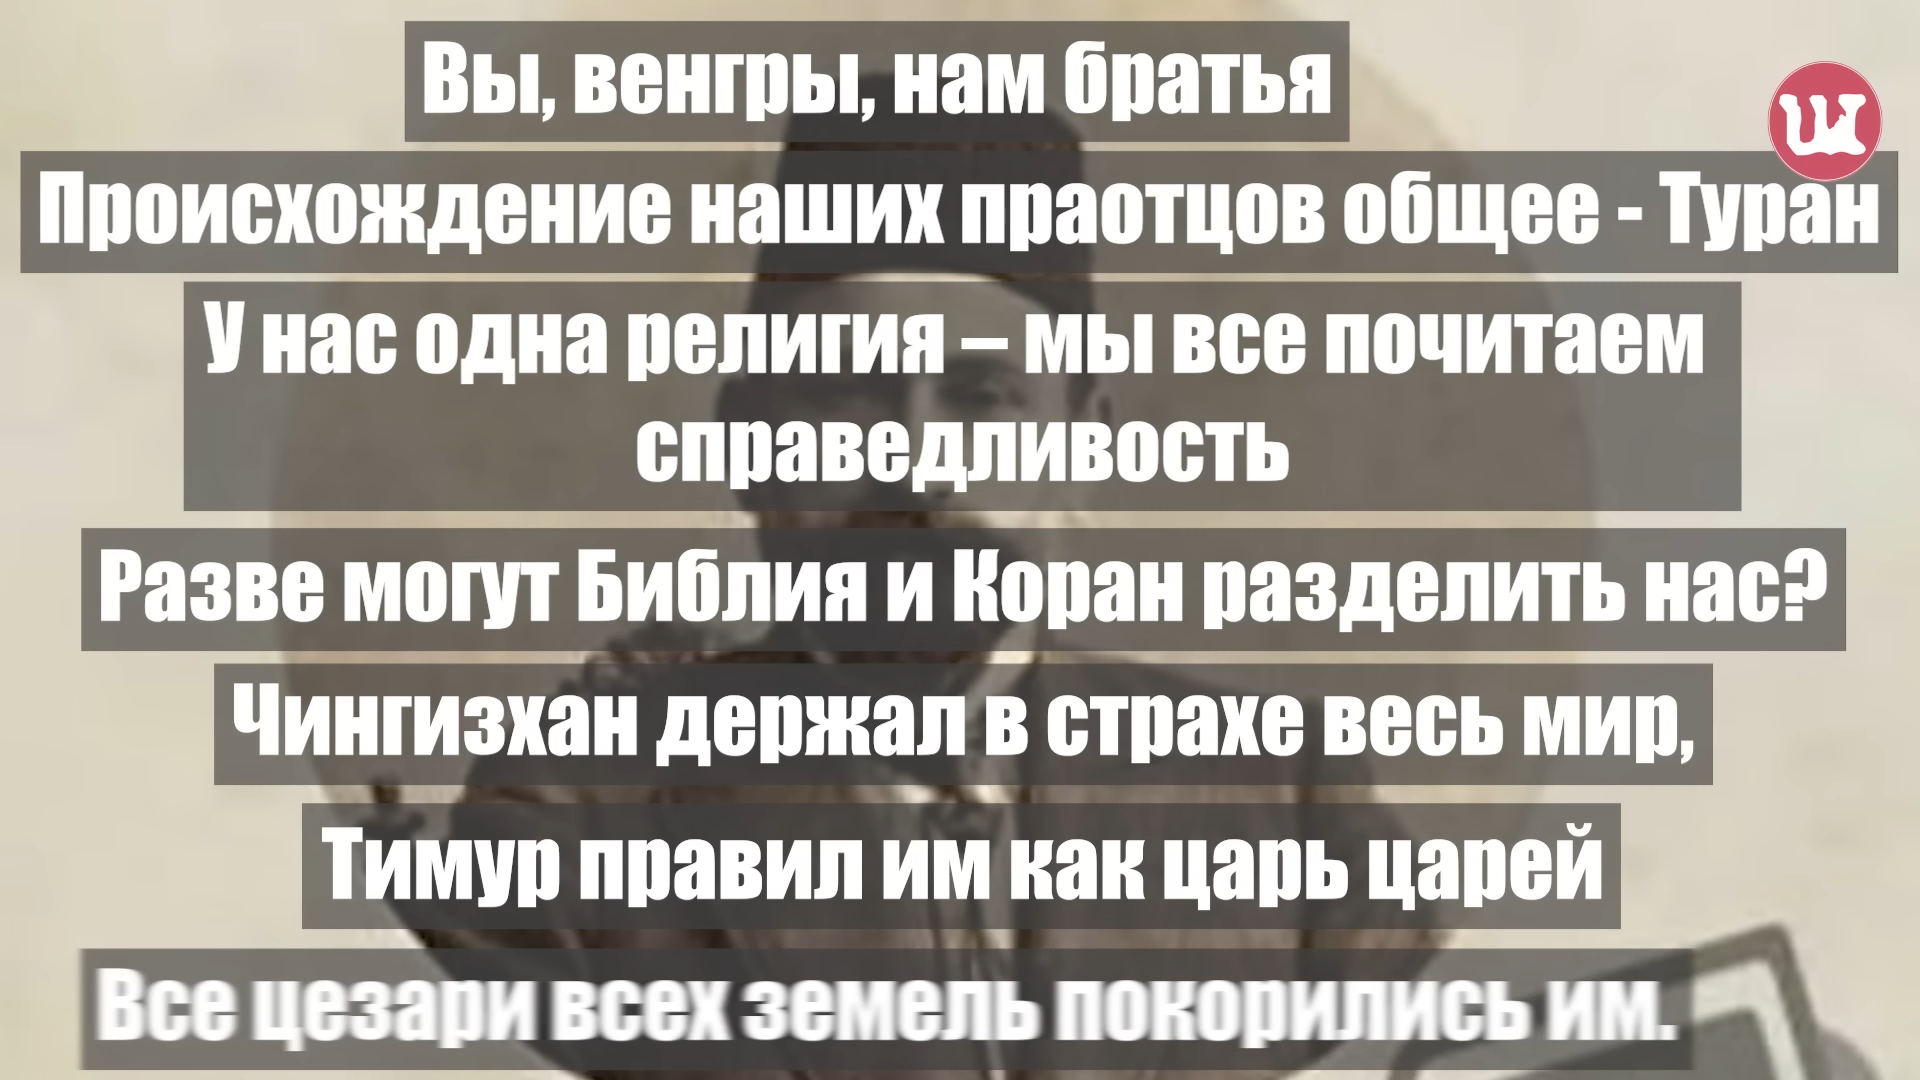 Вы, венгры, нам братья
Ш
Происхождение наших праотцов общее - Туран
У нас одна религия – мы все почитаем
справедливость
Разве могут Библия и Коран разделить нас?
Чингизхан держал в страхе весь мир,
Тимур правил им как царь царей
Все цезари всех земель покорились им.